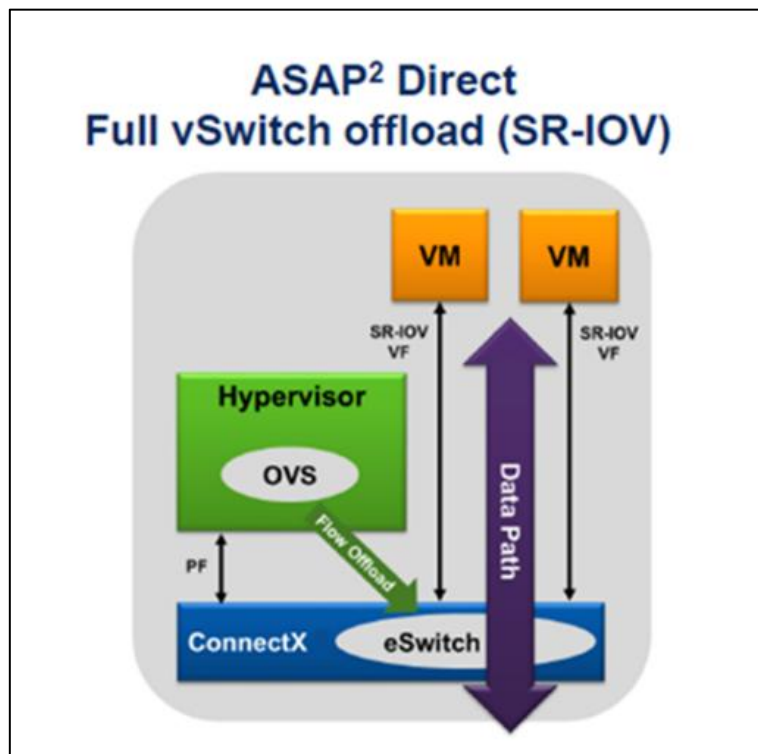 ASAP² Direct
Full vSwitch offload (SR-IOV)
VM
VM
SR-IOV
VF
SR-IOV
VF
Hypervisor
OVS
Flow Offload
Data Path
PF
ConnectX
eSwitch